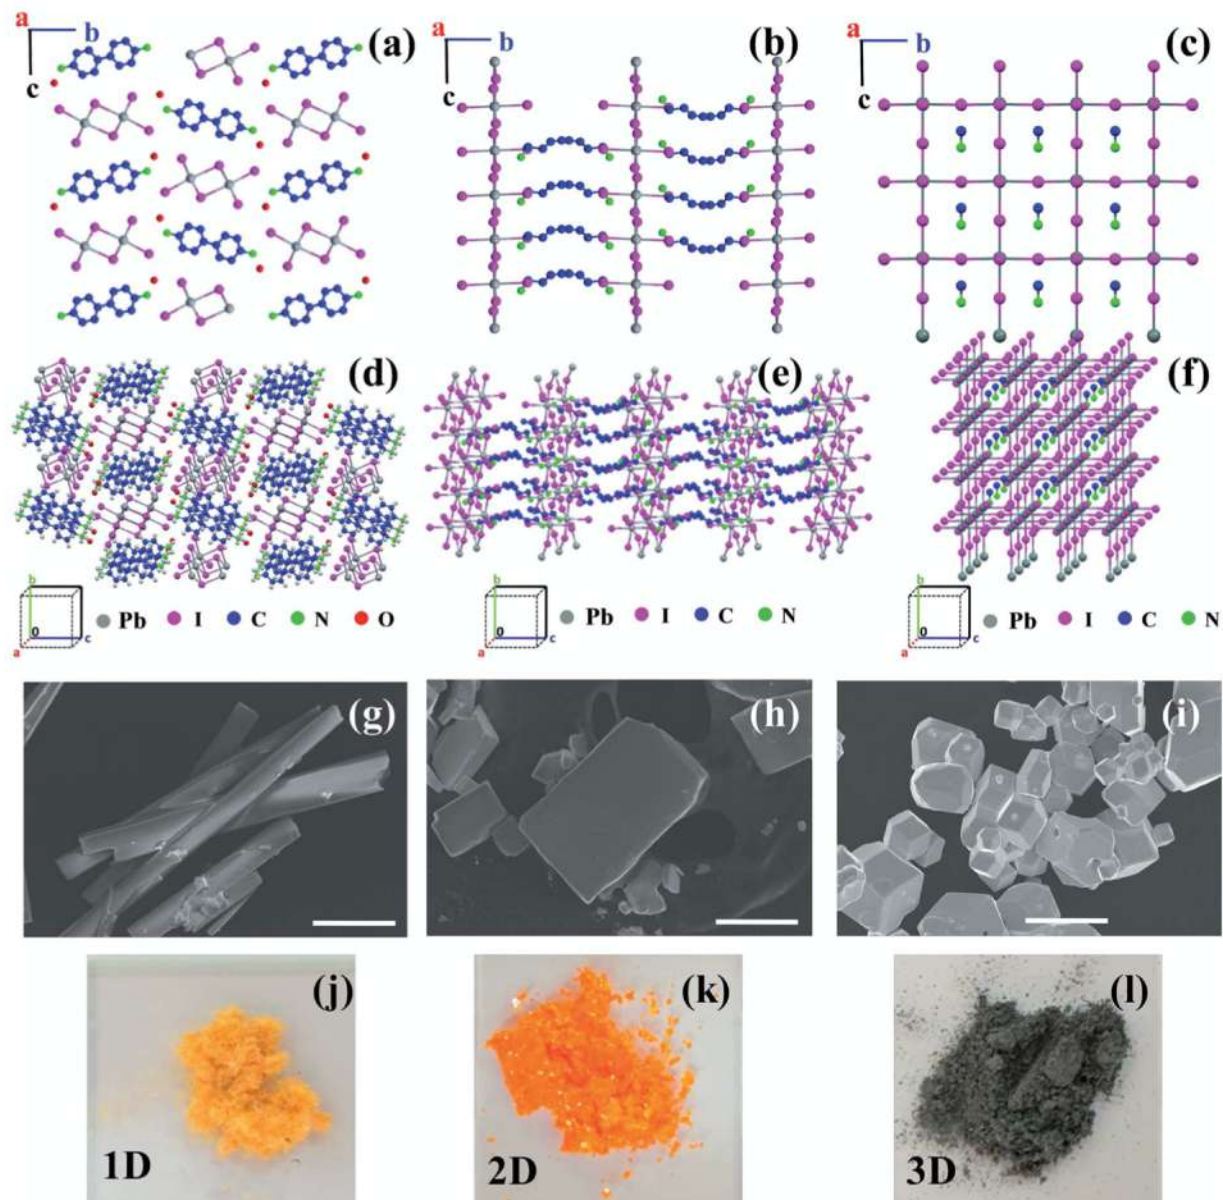 a b (a) a b (b) a b (c)
c c c
(d) (e) (f)
b b b
0 c 0 c 0 c
a a a
Pb I C N O Pb I C N Pb I C N
(g) (h) (i)
(j) (k) (l)
1D 2D 3D